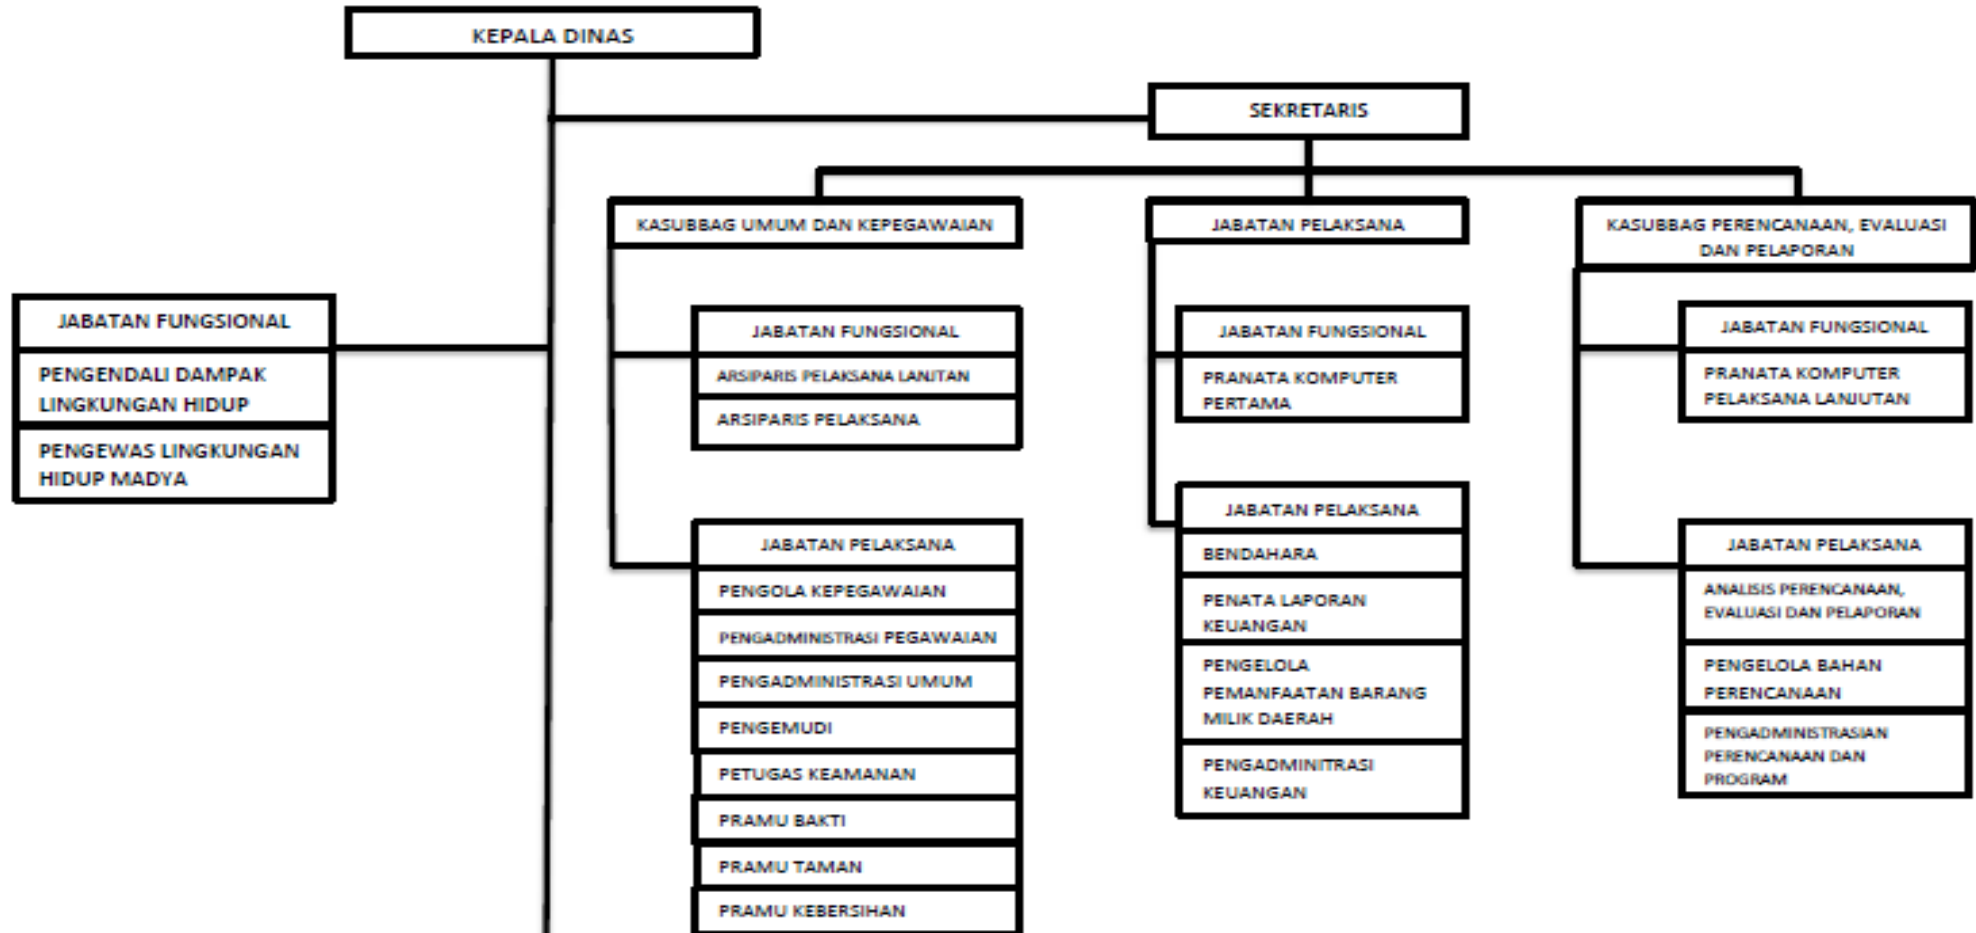 KEPALA DINAS
SEKRETARIS
KASUBBAG UMUM DAN KEPEGAWAIAN
JABATAN PELAKSANA
KASUBBAG PERENCANAAN, EVALUASI
DAN PELAPORAN
JABATAN FUNGSIONAL
PENGENDALI DAMPAK
LINGKUNGAN HIDUP
PENGEWAS LINGKUNGAN
HIDUP MADYA
JABATAN FUNGSIONAL
ARSIPARIS PELAKSANA LANJTAN
ARSIPARIS PELAKSANA
JABATAN PELAKSANA
PENGOLA KEPEGAWAIAN
PENGADMINISTRASI PEGAWAIAN
PENGADMINISTRASI UMUM
PENGEMUDI
PETUGAS KEAMANAN
PRAMU BAKTI
PRAMU TAMAN
PRAMU KEBERSIHAN
JABATAN FUNGSIONAL
PRANATA KOMPUTER
PERTAMA
JABATAN PELAKSANA
BENDAHARA
PENATA LAPORAN
KEUANGAN
PENGELOLA
PEMANFAATAN BARANG
MILIK DAERAH
PENGADMINITRASI
KEUANGAN
JABATAN FUNGSIONAL
PRANATA KOMPUTER
PELAKSANA LANJUTAN
JABATAN PELAKSANA
ANALISIS PERENCANAAN,
EVALUASI DAN PELAPORAN
PENGELOLA BAHAN
PERENCANAAN
PENGADMINISTRASIAN
PERENCANAAN DAN
PROGRAM